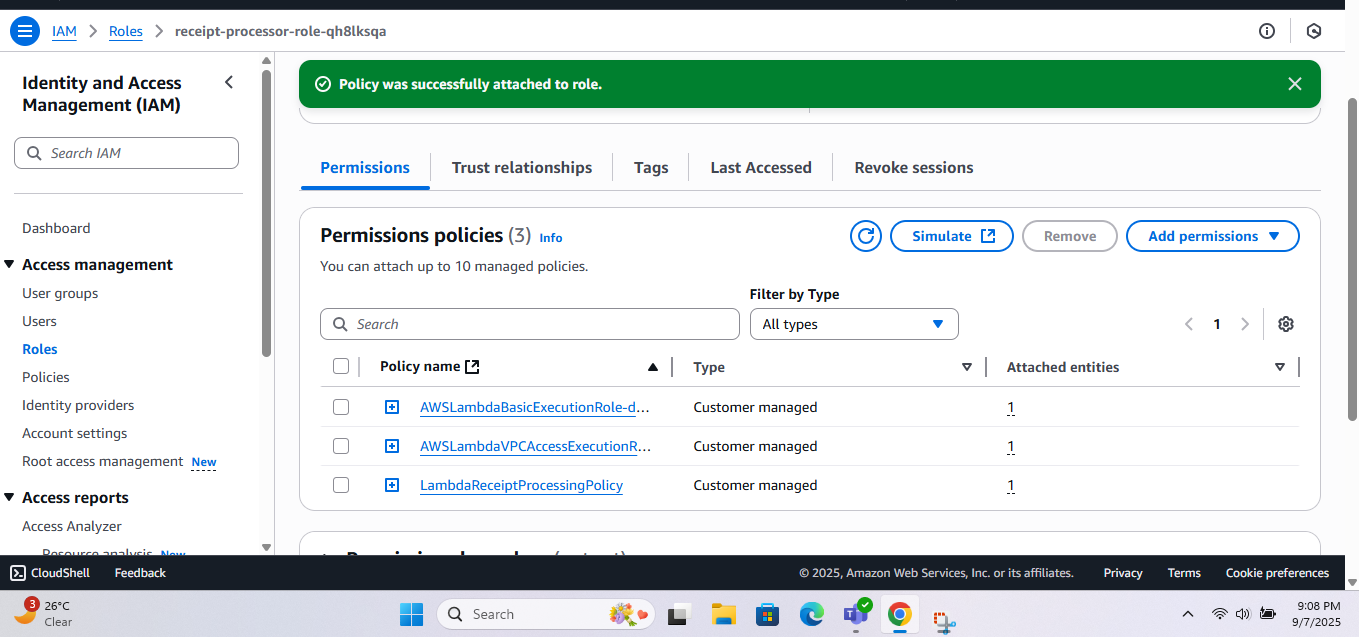 IAM > Roles > receipt-processor-role-qh8lksqa
Identity and Access
Management (IAM)
Search IAM
Dashboard
Access management
User groups
Users
Roles
Policies
Identity providers
Account settings
Root access management New
Access reports
Access Analyzer
Resource analysis New
Policy was successfully attached to role.
Permissions
Trust relationships
Tags
Last Accessed
Revoke sessions
Permissions policies (3) Info
Simulate
Remove
Add permissions
You can attach up to 10 managed policies.
Filter by Type
Search
All types
1
Policy name Type Attached entities
AWSLambdaBasicExecutionRole-d... Customer managed 1
AWSLambdaVPCAccessExecutionR... Customer managed 1
LambdaReceiptProcessingPolicy Customer managed 1
CloudShell Feedback © 2025, Amazon Web Services, Inc. or its affiliates. Privacy Terms Cookie preferences
3
26°C
Clear
Search
9:08 PM
9/7/2025